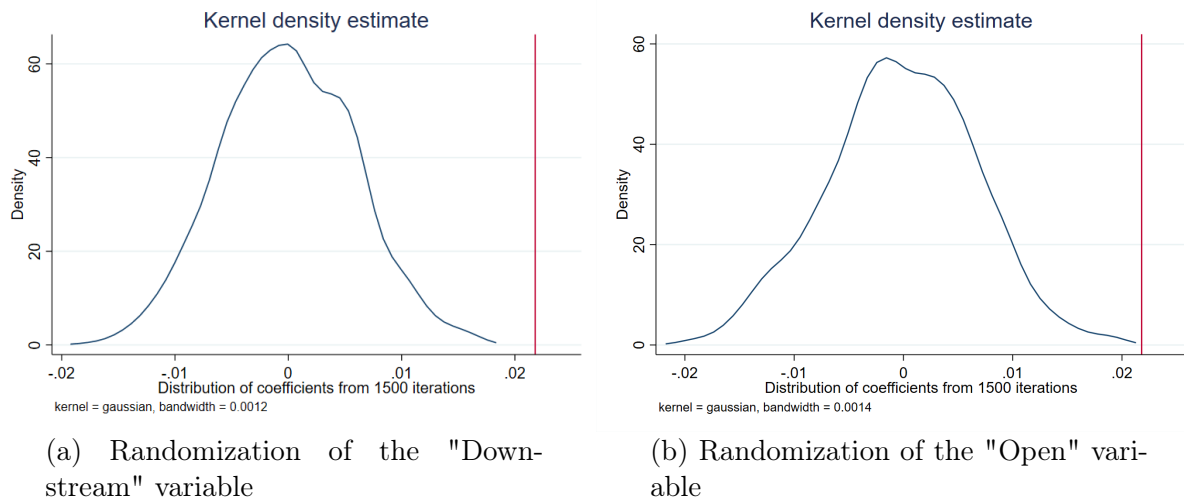 Kernel density estimate
Density
60
40
20
0
-.02 -.01 0 .01 .02
Distribution of coefficients from 1500 iterations
kernel = gaussian, bandwidth = 0.0012
(a) Randomization of the "Down-
stream" variable
Kernel density estimate
Density
60
40
20
0
-.02 -.01 0 .01 .02
Distribution of coefficients from 1500 iterations
kernel = gaussian, bandwidth = 0.0014
(b) Randomization of the "Open" vari-
able